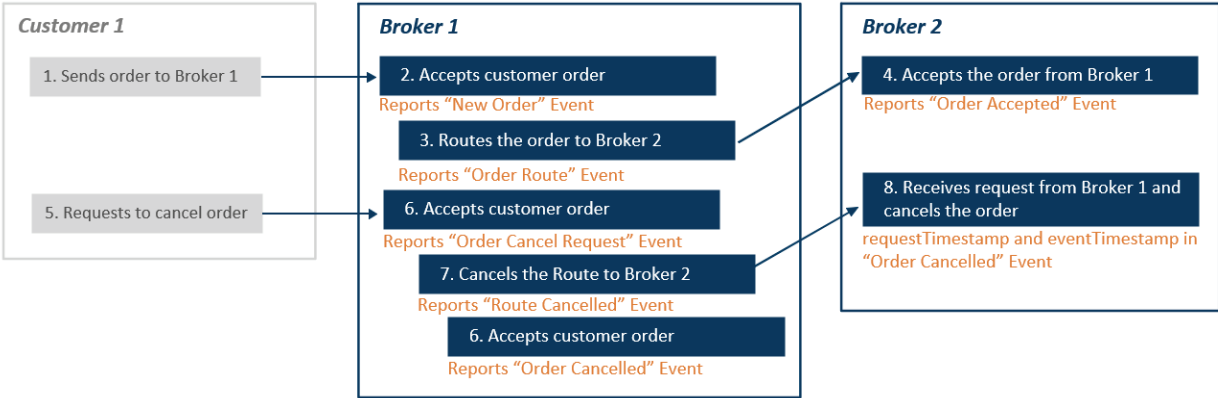 Customer 1
1. Sends order to Broker 1
5. Requests to cancel order
Broker 1
2. Accepts customer order
Reports “New Order” Event
3. Routes the order to Broker 2
Reports “Order Route” Event
6. Accepts customer order
Reports “Order Cancel Request” Event
7. Cancels the Route to Broker 2
Reports “Route Cancelled” Event
6. Accepts customer order
Reports “Order Cancelled” Event
Broker 2
4. Accepts the order from Broker 1
Reports “Order Accepted” Event
8. Receives request from Broker 1 and
cancels the order
requestTimestamp and eventTimestamp in
“Order Cancelled” Event